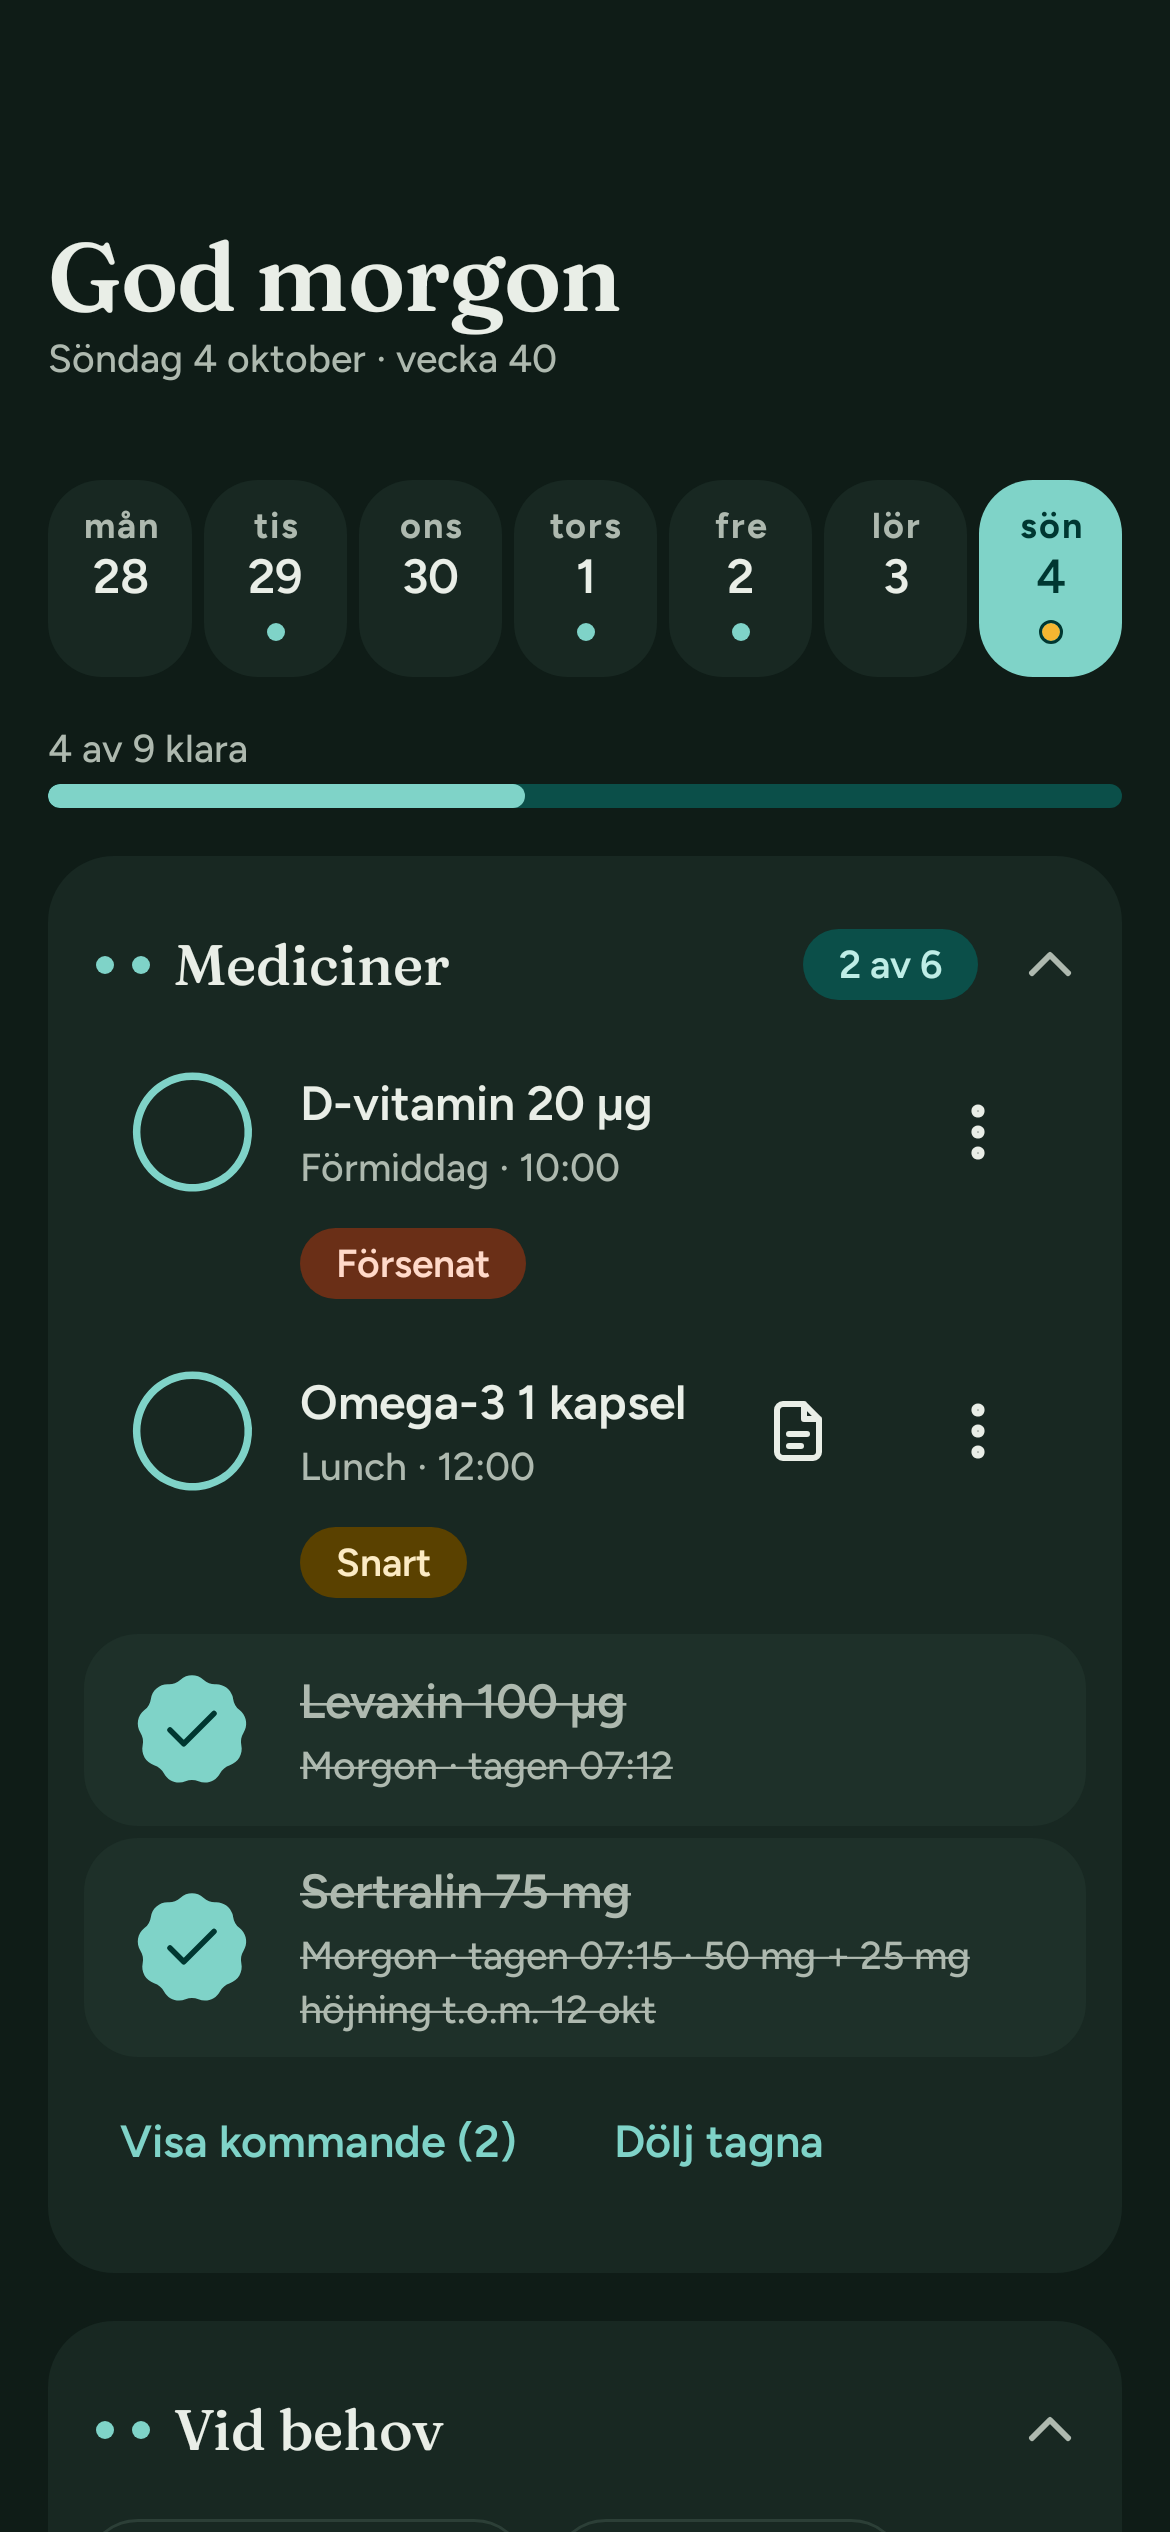 God morgon
Söndag 4 oktober · vecka 40
mån tis ons tors fre lör sön
28 29 30 1 2 3 4
4 av 9 klara
Mediciner 2 av 6
D-vitamin 20 µg
Förmiddag · 10:00
Försenat
Omega-3 1 kapsel
Lunch · 12:00
Snart
Levaxin 100 µg
Morgon · tagen 07:12
Sertralin 75 mg
Morgon · tagen 07:15 · 50 mg + 25 mg
höjning t.o.m. 12 okt
Visa kommande (2) Dölj tagna
Vid behov